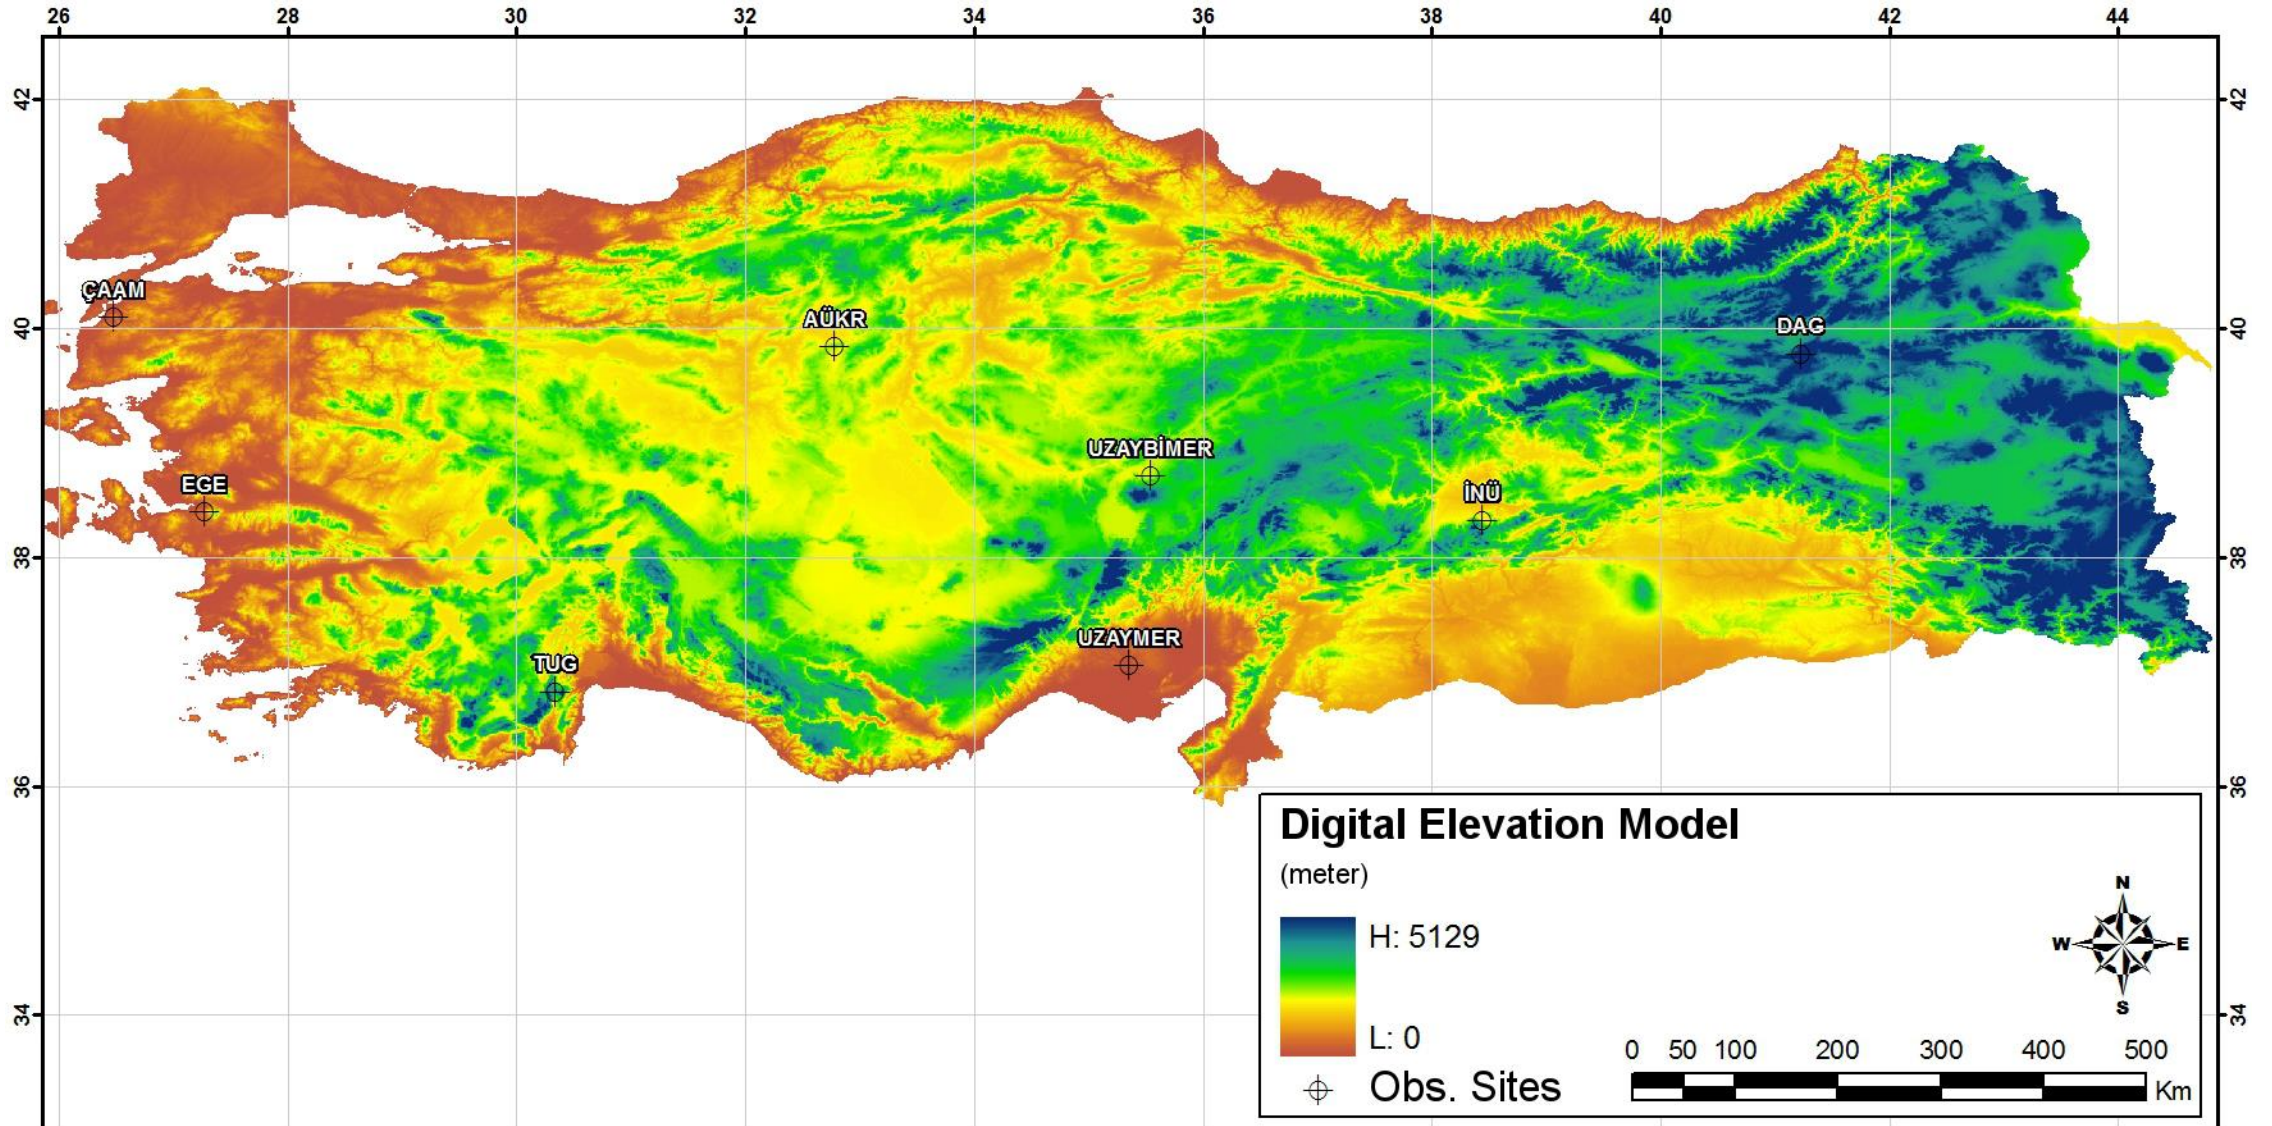 26 28 30 32 34 36 38 40 42 44
42 42
ÇAAM
AÜKR
DAG
40 40
UZAYBİMER
EGE
İNÜ
38 38
UZAYMER
TUG
36 36
Digital Elevation Model
(meter)
H: 5129
L: 0
Obs. Sites
N
W E
S
34 34
0 50 100 200 300 400 500
Km